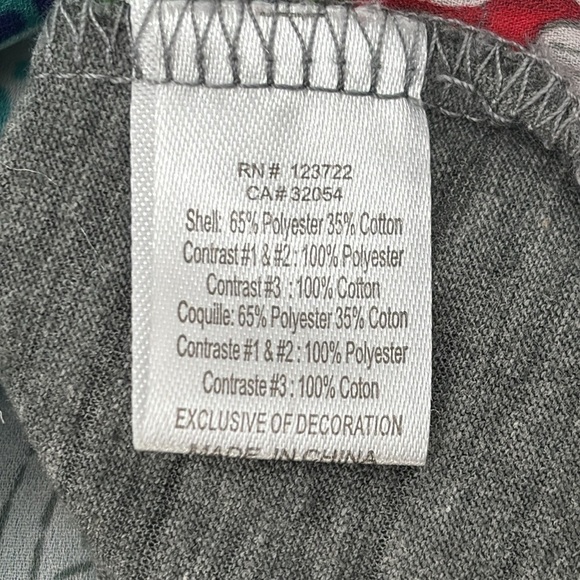 RN # 123722
CA# 32054
Shell: 65% Polyester 35% Cotton
Contrast #1 & #2 : 100% Polyester
Contrast #3 : 100% Cotton
Coquille: 65% Polyester 35% Coton
Contraste #1 & #2 : 100% Polyester
Contraste #3 : 100% Coton
EXCLUSIVE OF DECORATION
MADE IN CHINA